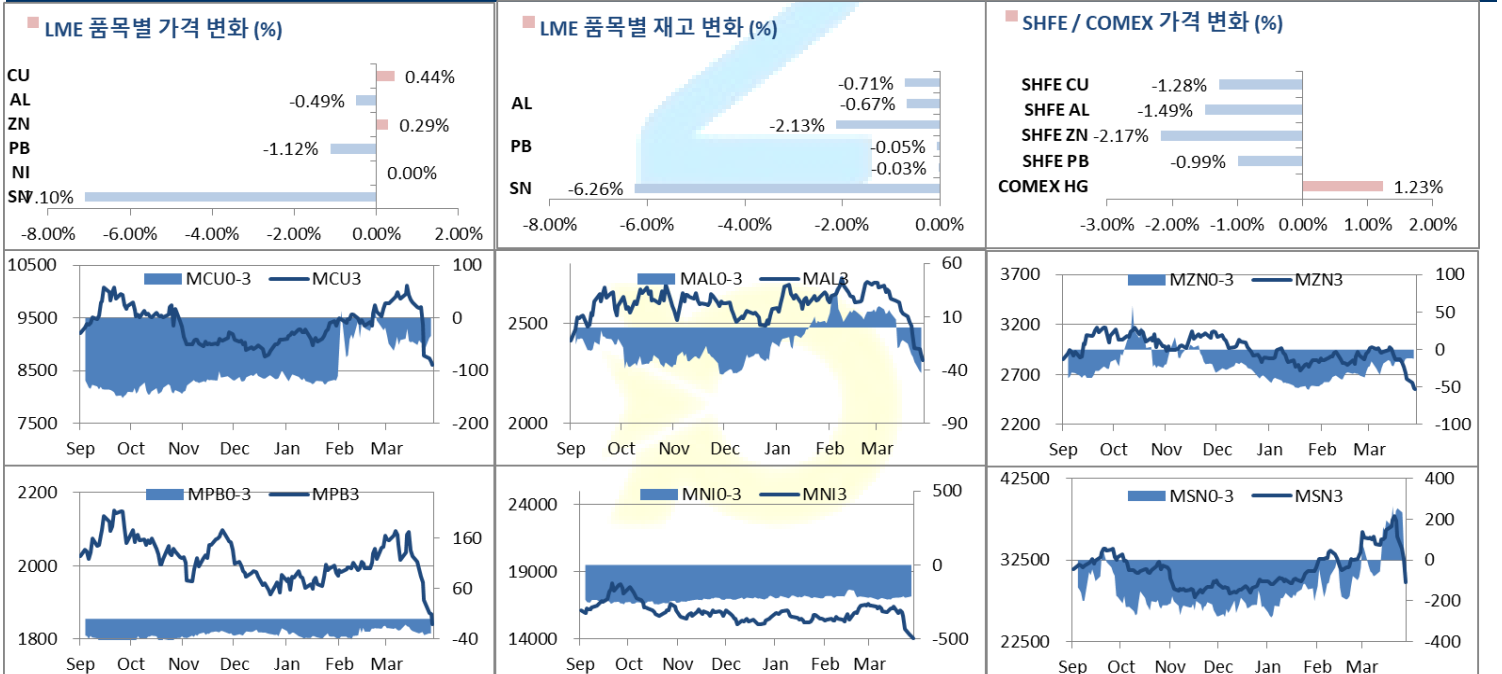 LME 품목별 가격 변화 (%)
CU
0.44%
AL
-0.49%
ZN
0.29%
PB
-1.12%
NI
0.00%
SN
-7.10%
-8.00% -6.00% -4.00% -2.00% 0.00% 2.00%
LME 품목별 재고 변화 (%)
-0.71%
AL
-0.67%
-2.13%
PB
-0.05%
-0.03%
SN
-6.26%
-8.00% -6.00% -4.00% -2.00% 0.00%
SHFE / COMEX 가격 변화 (%)
SHFE CU
-1.28%
SHFE AL
-1.49%
SHFE ZN
-2.17%
SHFE PB
-0.99%
COMEX HG
1.23%
-3.00% -2.00% -1.00% 0.00% 1.00% 2.00%
MCU0-3 MCU3
10500
9500
8500
7500
100
0
-100
-200
Sep Oct Nov Dec Jan Feb Mar
MAL0-3 MAL3
2500
2000
60
10
-40
-90
Sep Oct Nov Dec Jan Feb Mar
MZN0-3 MZN3
3700
3200
2700
2200
100
50
0
-50
-100
Sep Oct Nov Dec Jan Feb Mar
MPB0-3 MPB3
2200
2000
1800
160
60
-40
Sep Oct Nov Dec Jan Feb Mar
MNI0-3 MNI3
24000
19000
14000
500
0
-500
Sep Oct Nov Dec Jan Feb Mar
MSN0-3 MSN3
42500
32500
22500
400
200
0
-200
-400
Sep Oct Nov Dec Jan Feb Mar